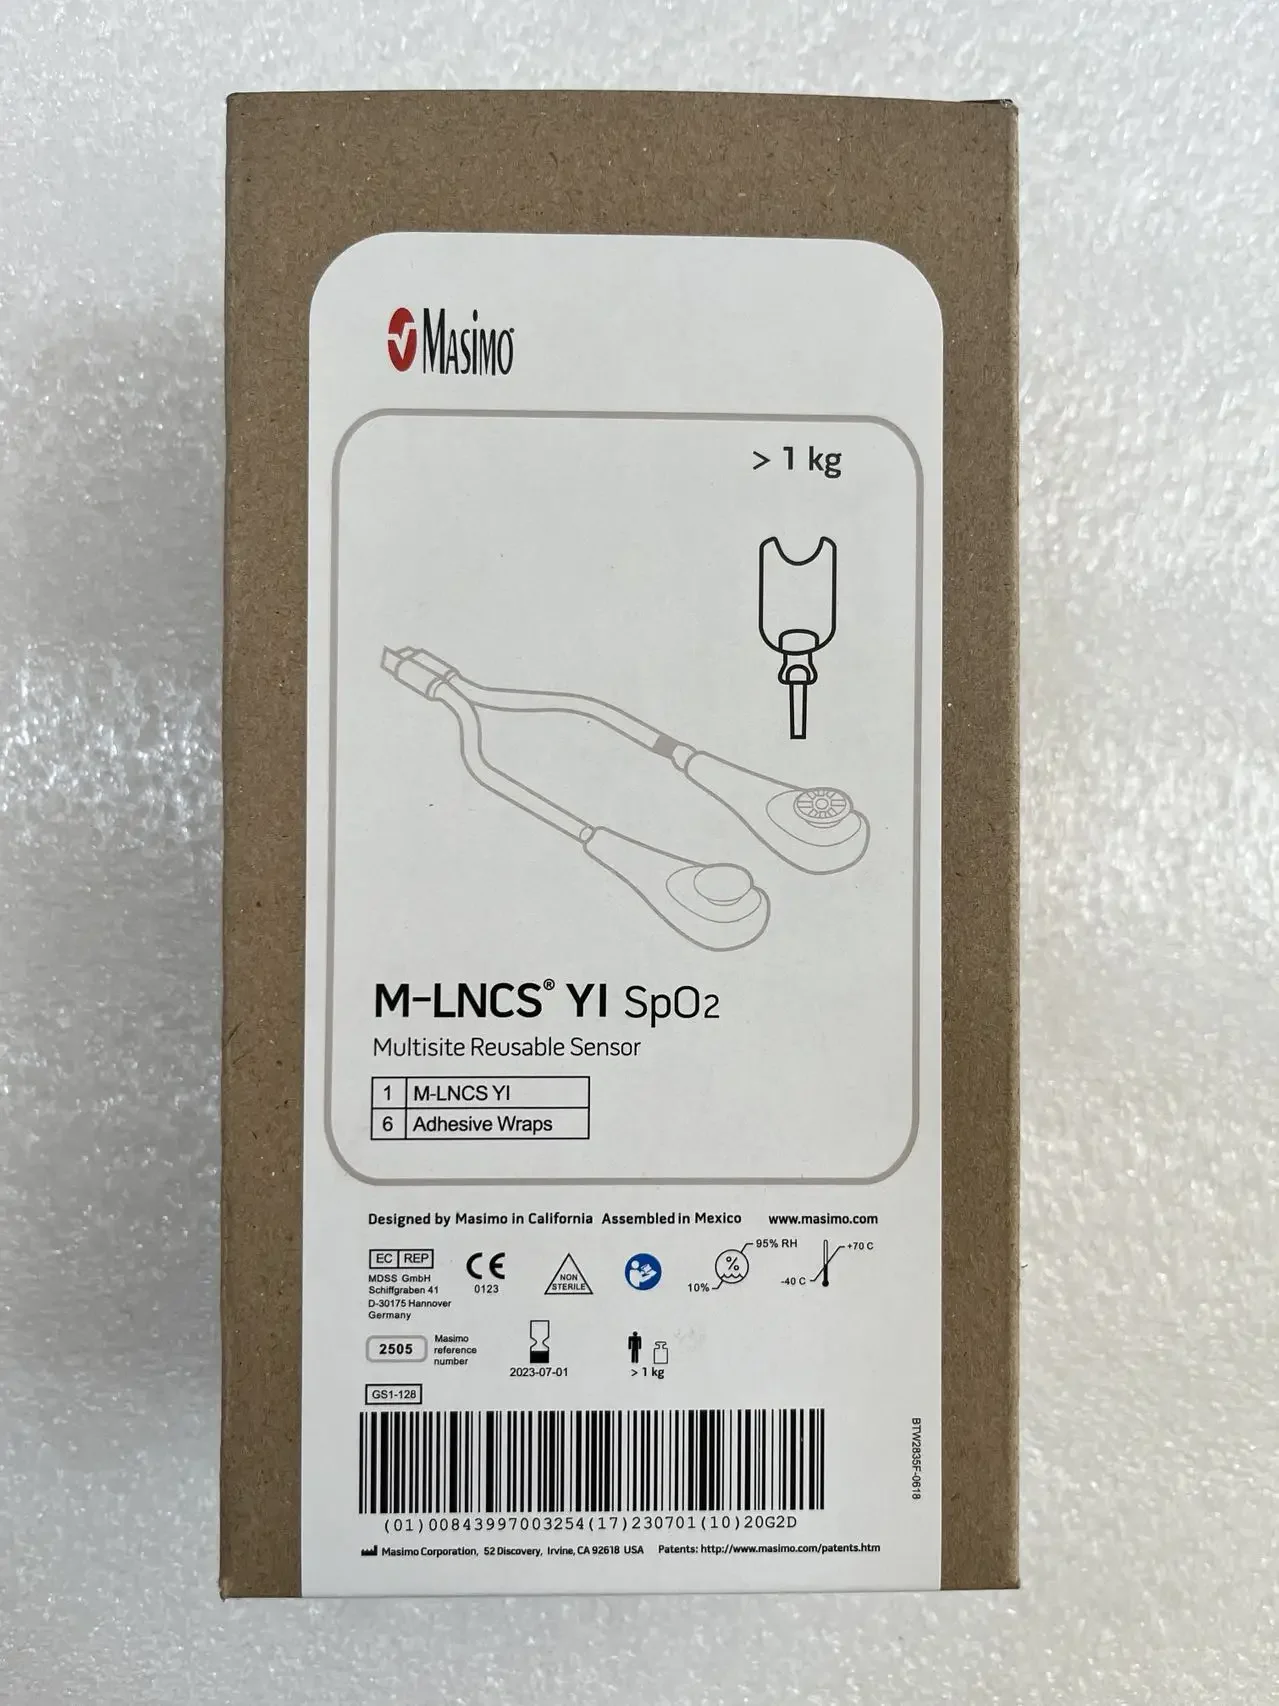 Masimo
> 1 kg
M-LNCS® YI SpO2
Multisite Reusable Sensor
1 M-LNCS YI
6 Adhesive Wraps
Designed by Masimo in California Assembled in Mexico www.masimo.com
EC REP
MDSS GmbH
Schiffgraben 41
D-30175 Hannover
Germany
CE
0123
NON
STERILE
%
95% RH
10%
+70 C
-40 C
2505
Masimo
reference
number
2023-07-01
> 1 kg
GS1-128
(01)00843997003254(17)230701(10)20G2D
BTW2835F-0618
Masimo Corporation, 52 Discovery, Irvine, CA 92618 USA Patents: http://www.masimo.com/patents.htm